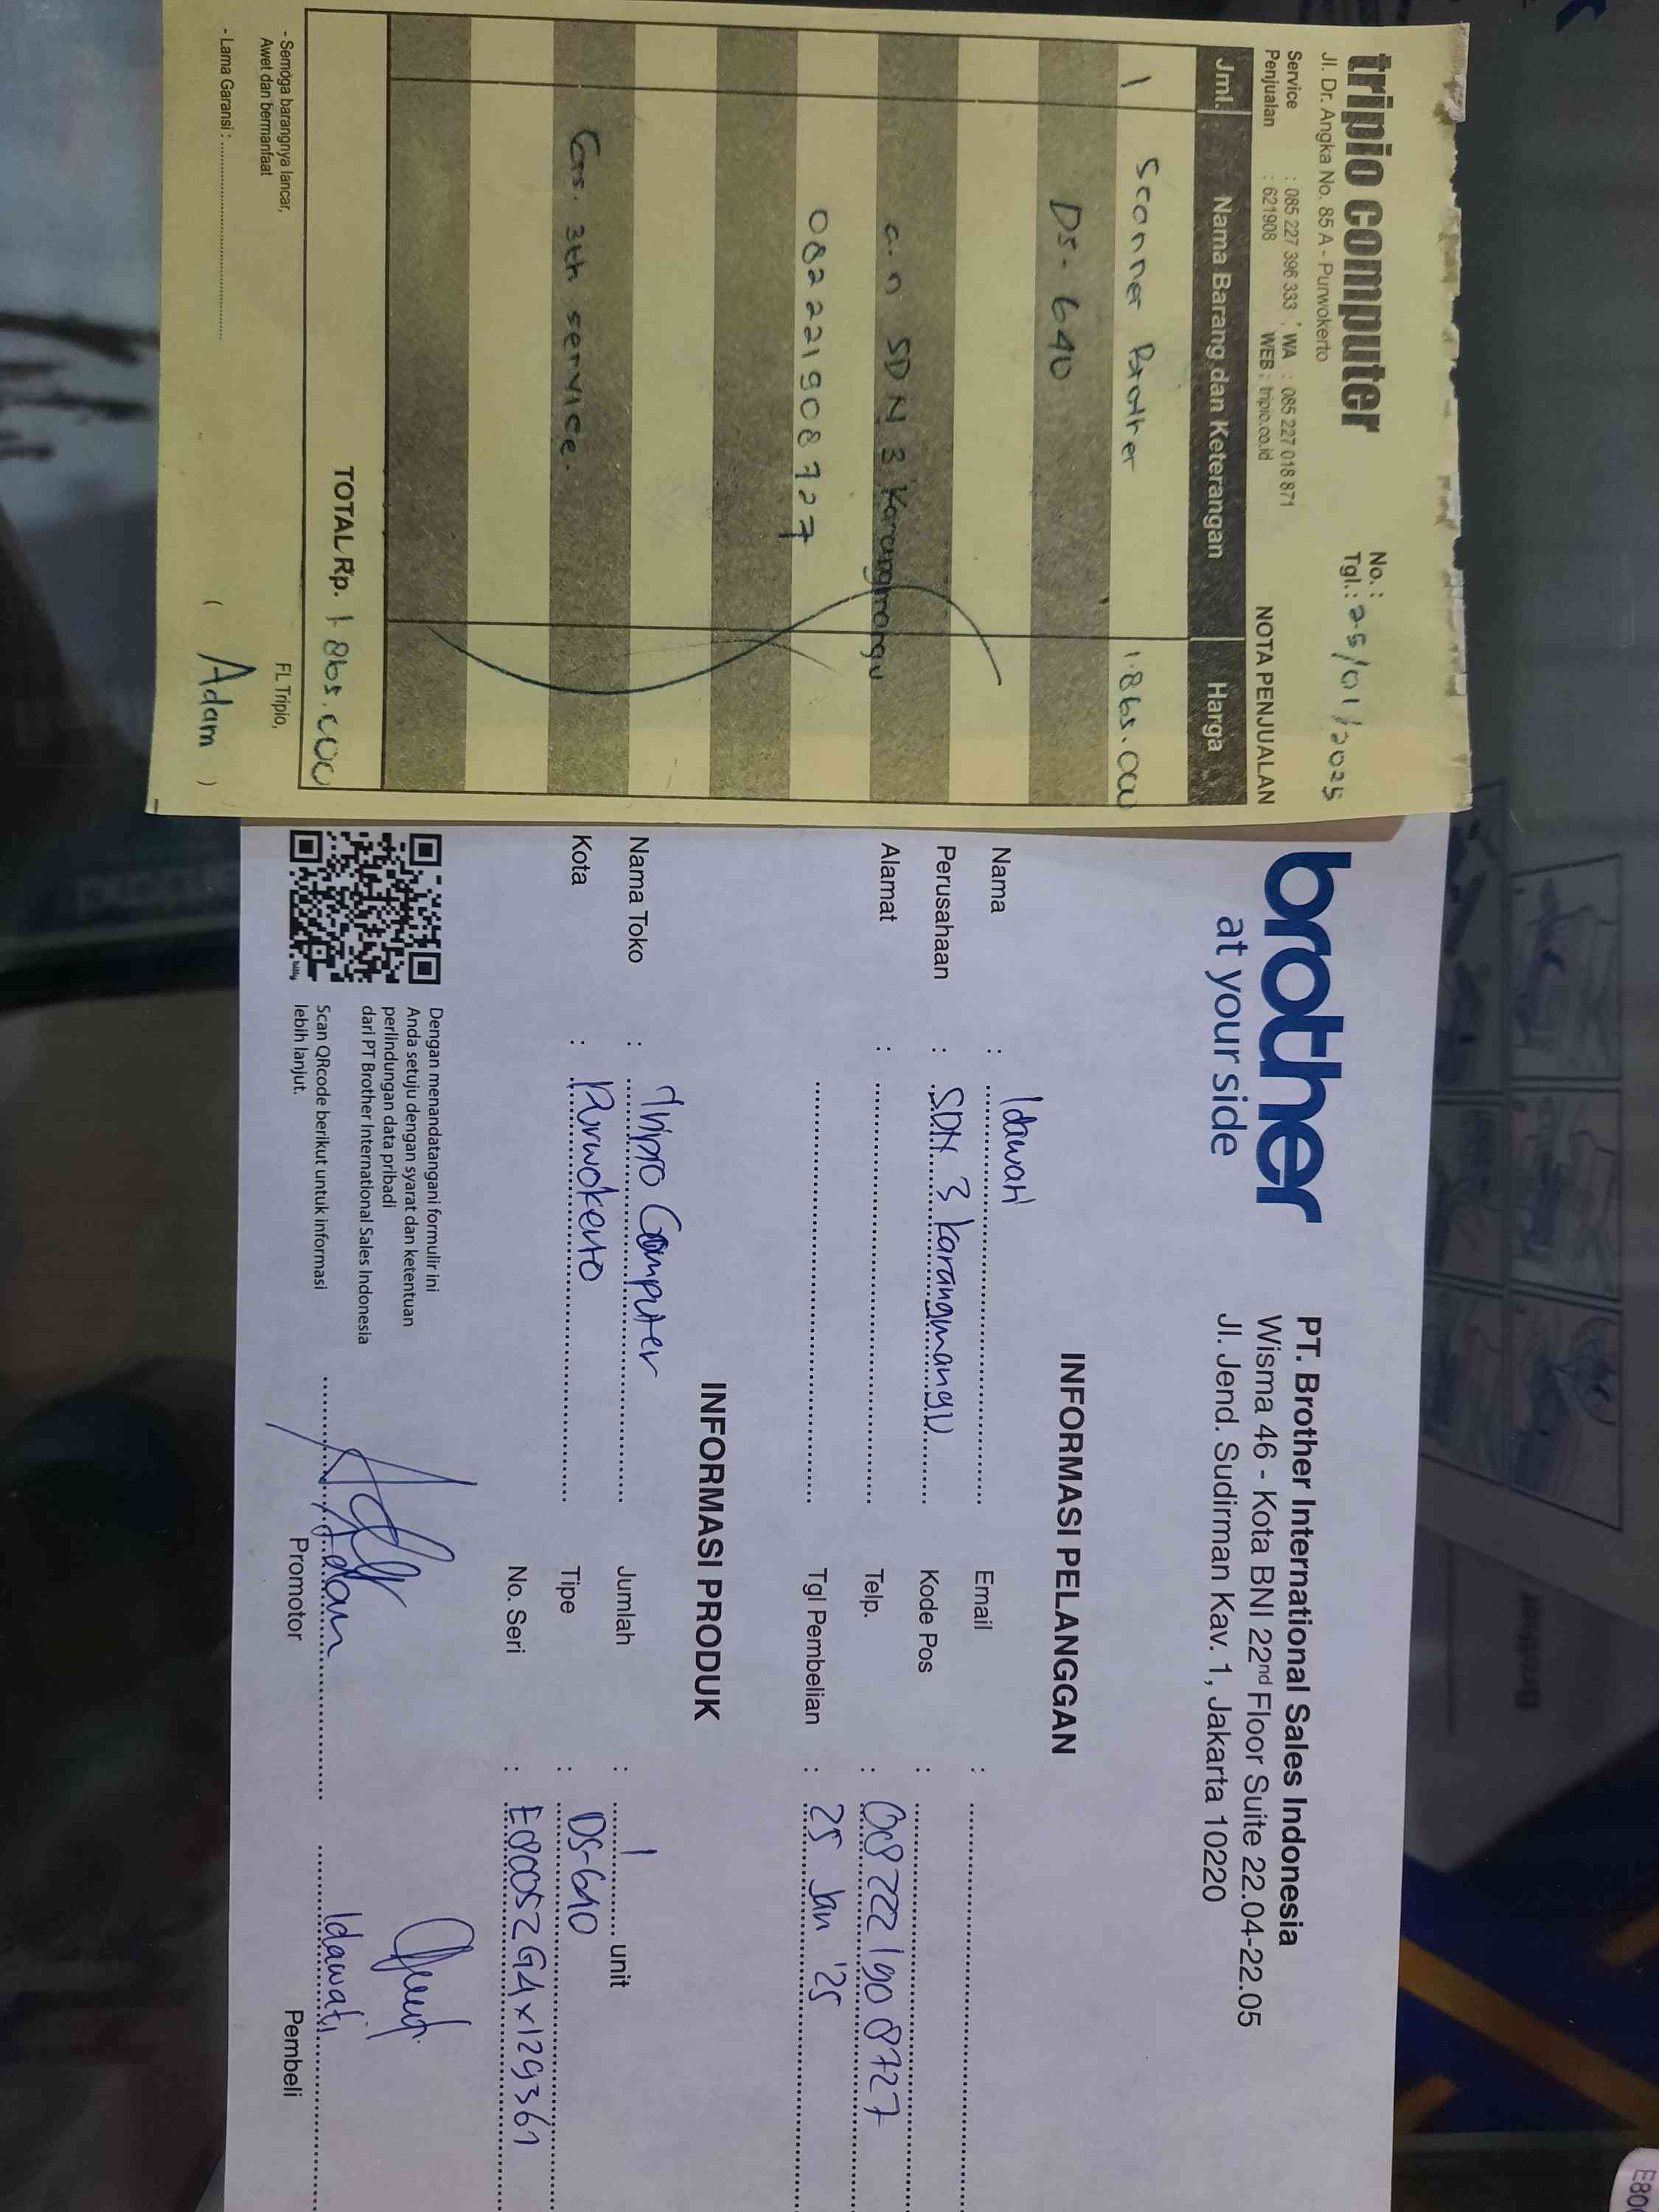 tripio computer
Jl. Dr. Angka No. 85 A - Purwokerto
Service : 085 227 396 333 , WA : 085 227 018 871
Penjualan : 621908 WEB : tripio.co.id
No. :
Tgl. : 25/01/2025
NOTA PENJUALAN
Jml. Nama Barang dan Keterangan Harga
1 Scanner Brother 1.865.000
DS-640
a.n SDN 3 Karangmangu
082221908727
Gas. 3th service.
TOTAL Rp. 1.865.000
- Semoga barangnya lancar,
Awet dan bermanfaat
- Lama Garansi :
FL Tripio,
( Adam )
brother
at your side
PT. Brother International Sales Indonesia
Wisma 46 - Kota BNI 22nd Floor Suite 22.04-22.05
Jl. Jend. Sudirman Kav. 1, Jakarta 10220
INFORMASI PELANGGAN
Nama : Idawati
Email :
Perusahaan : SDN 3 Karangmangu
Kode Pos :
Alamat :
Telp. : 082221908727
Tgl Pembelian : 25 Jan '25
INFORMASI PRODUK
Nama Toko : Tripio Computer
Jumlah : 1 unit
Kota : Purwokerto
Tipe : DS-640
No. Seri : E80052G4x129361
Dengan menandatangani formulir ini
Anda setuju dengan syarat dan ketentuan
perlindungan data pribadi
dari PT Brother International Sales Indonesia
Scan QRcode berikut untuk informasi
lebih lanjut.
Adam
Promotor
Idawati
Pembeli
brother